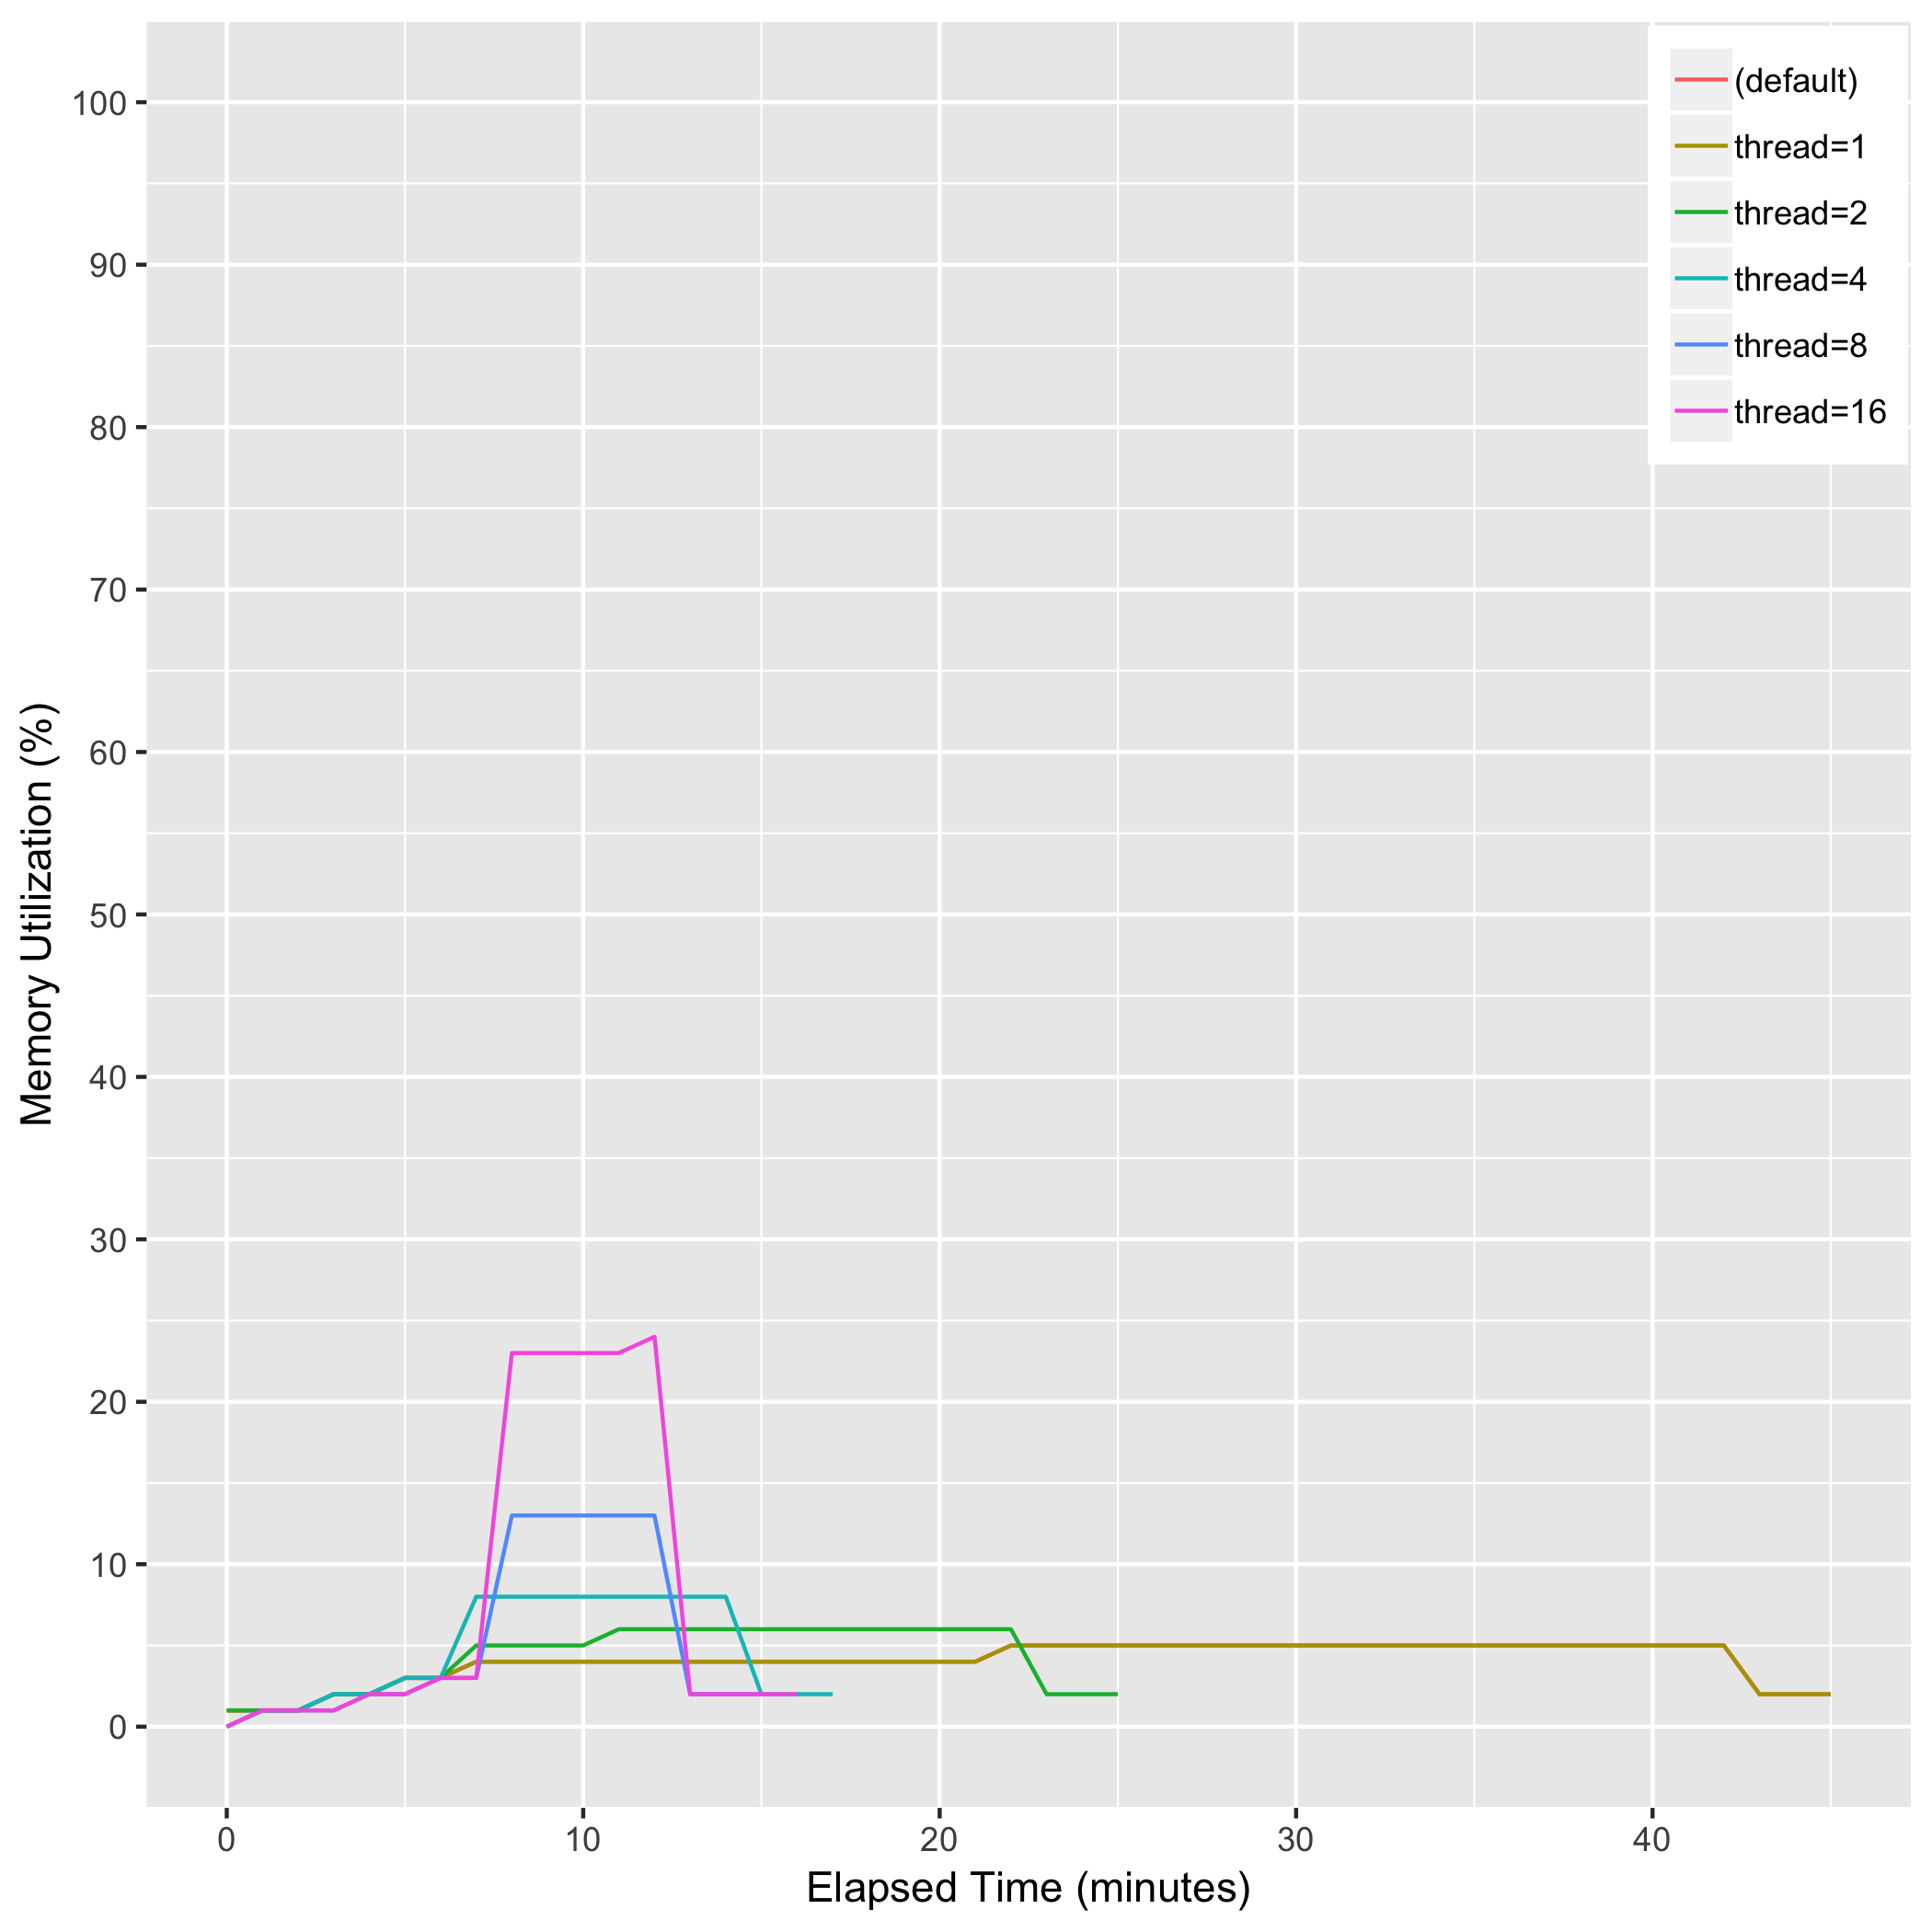 Memory Utilization (%)
100
90
80
70
60
50
40
30
20
10
0
0 10 20 30 40
Elapsed Time (minutes)
(default)
thread=1
thread=2
thread=4
thread=8
thread=16